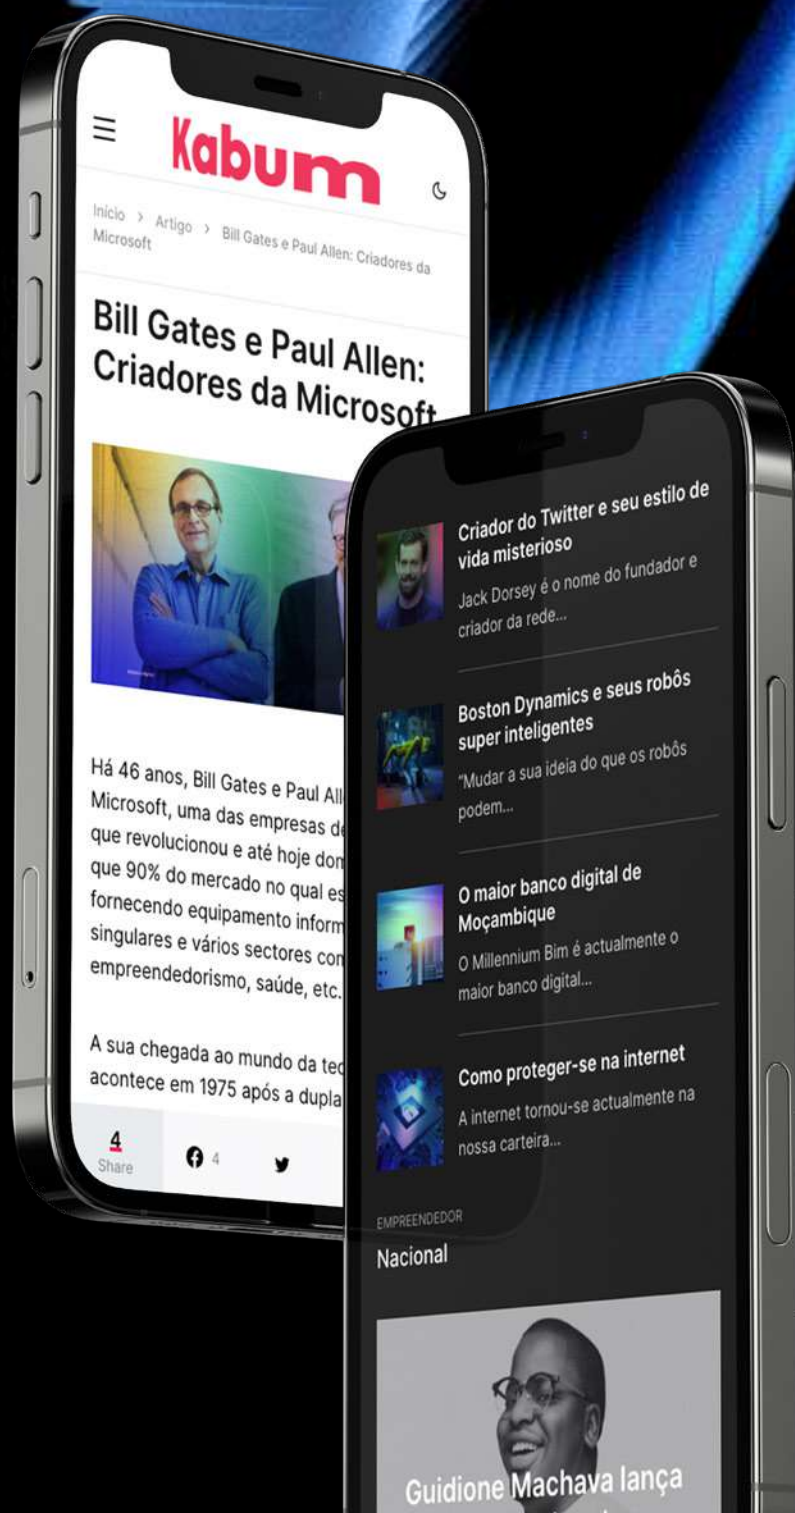 Kabum
Início > Artigo > Bill Gates e Paul Allen: Criadores da
Microsoft
Bill Gates e Paul Allen:
Criadores da Microsoft
Há 46 anos, Bill Gates e Paul All
Microsoft, uma das empresas de
que revolucionou e até hoje dom
que 90% do mercado no qual es
fornecendo equipamento inform
singulares e vários sectores com
empreendedorismo, saúde, etc.
A sua chegada ao mundo da tec
acontece em 1975 após a dupla
4
Share
4
Criador do Twitter e seu estilo de
vida misterioso
Jack Dorsey é o nome do fundador e
criador da rede...
Boston Dynamics e seus robôs
super inteligentes
"Mudar a sua ideia do que os robôs
podem...
O maior banco digital de
Moçambique
O Millennium Bim é actualmente o
maior banco digital...
Como proteger-se na internet
A internet tornou-se actualmente na
nossa carteira...
EMPREENDEDOR
Nacional
Guidione Machava lança